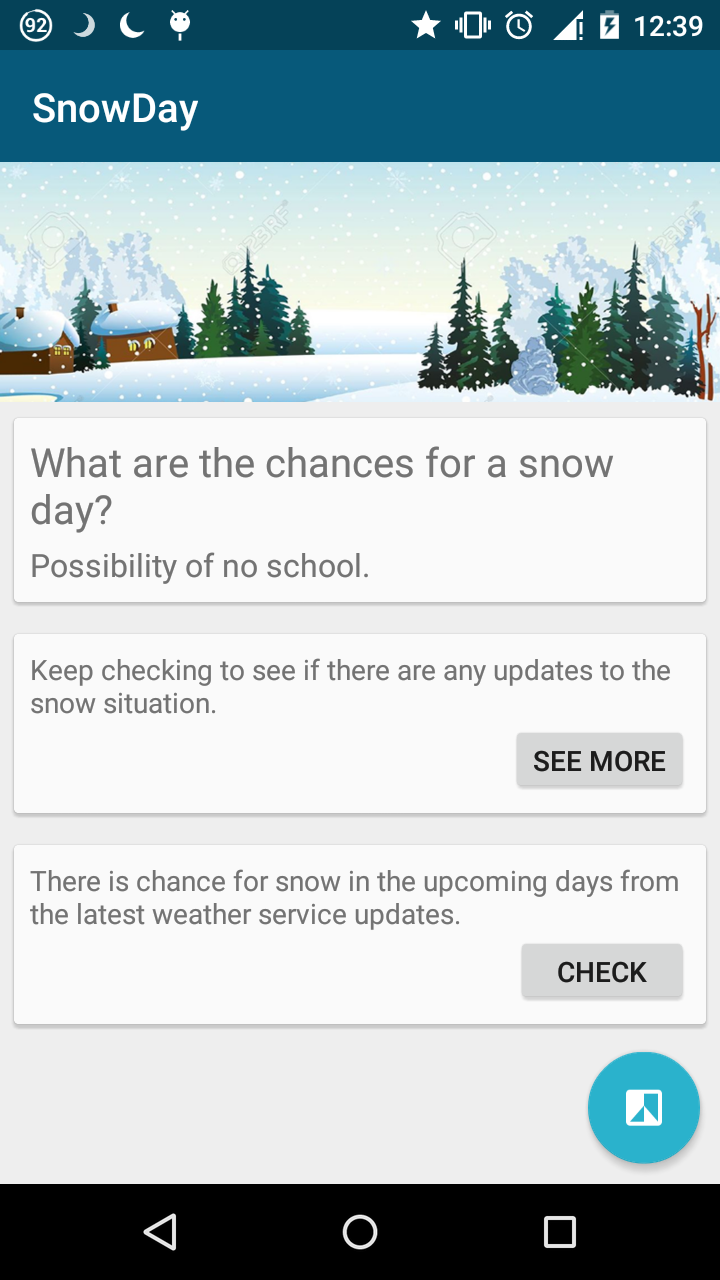 92
12:39
SnowDay
123RF
What are the chances for a snow
day?
Possibility of no school.
Keep checking to see if there are any updates to the
snow situation.
SEE MORE
There is chance for snow in the upcoming days from
the latest weather service updates.
CHECK